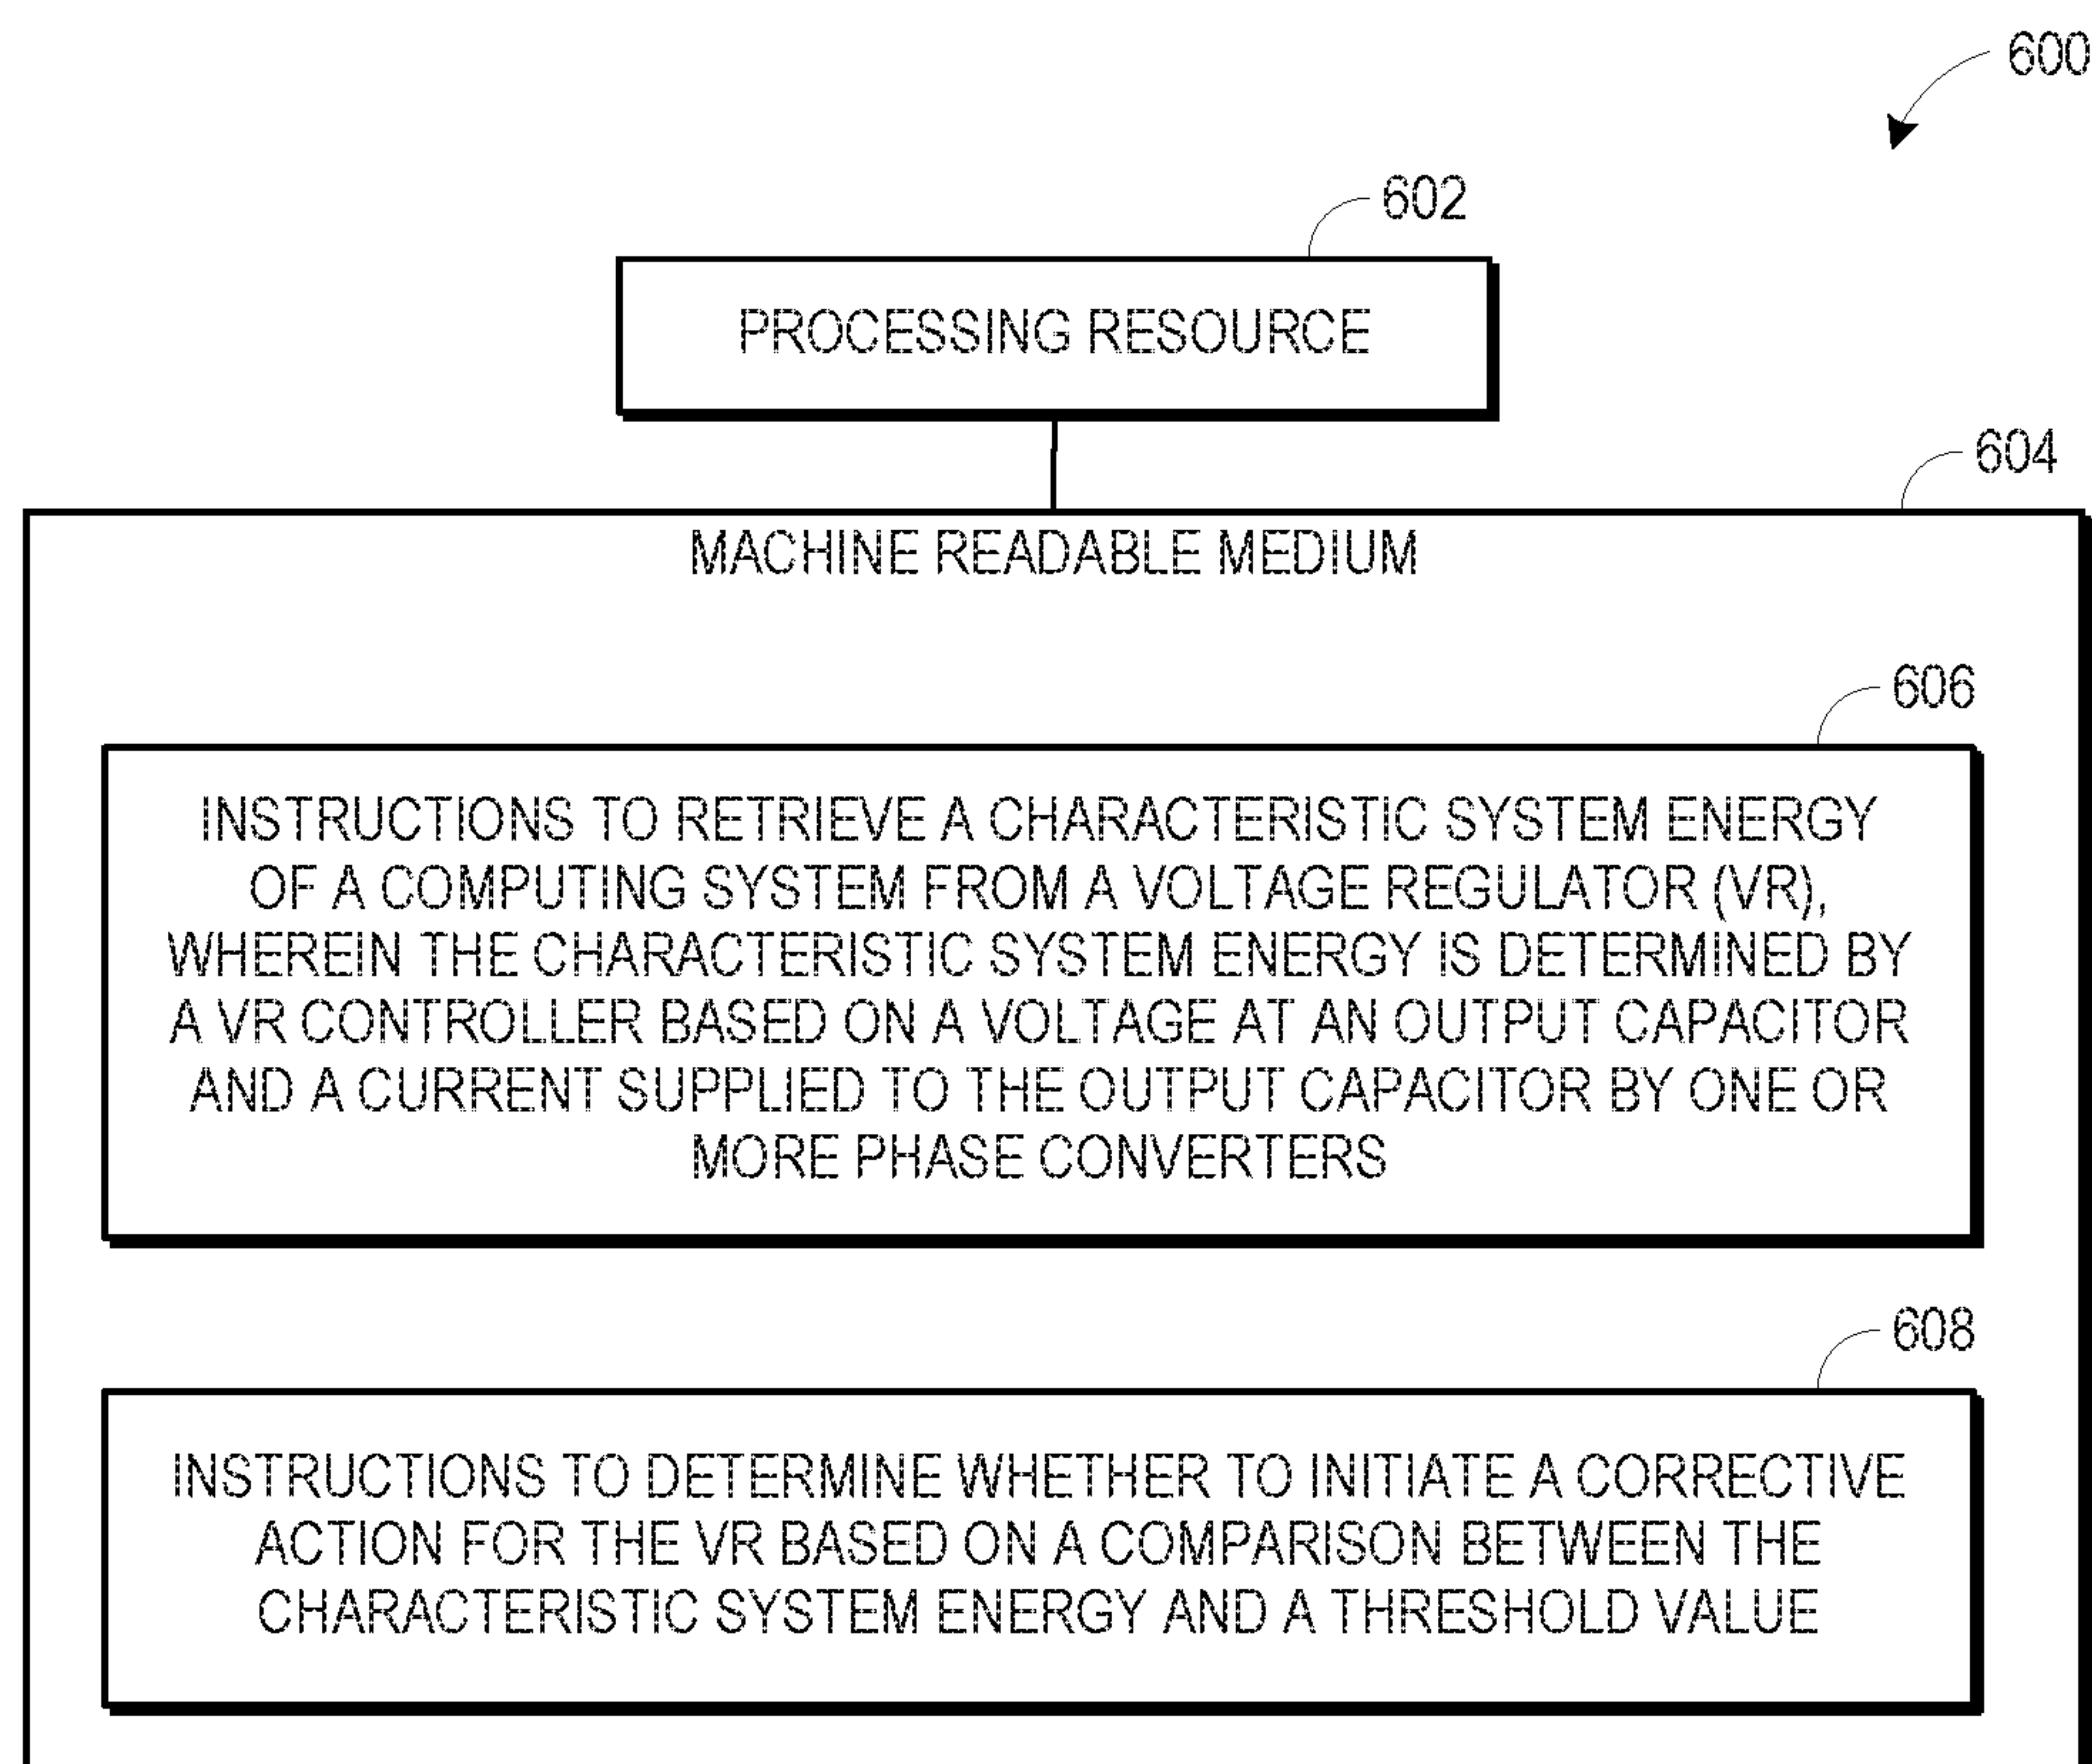 600
602
PROCESSING RESOURCE
604
MACHINE READABLE MEDIUM
606
INSTRUCTIONS TO RETRIEVE A CHARACTERISTIC SYSTEM ENERGY
OF A COMPUTING SYSTEM FROM A VOLTAGE REGULATOR (VR),
WHEREIN THE CHARACTERISTIC SYSTEM ENERGY IS DETERMINED BY
A VR CONTROLLER BASED ON A VOLTAGE AT AN OUTPUT CAPACITOR
AND A CURRENT SUPPLIED TO THE OUTPUT CAPACITOR BY ONE OR
MORE PHASE CONVERTERS
608
INSTRUCTIONS TO DETERMINE WHETHER TO INITIATE A CORRECTIVE
ACTION FOR THE VR BASED ON A COMPARISON BETWEEN THE
CHARACTERISTIC SYSTEM ENERGY AND A THRESHOLD VALUE